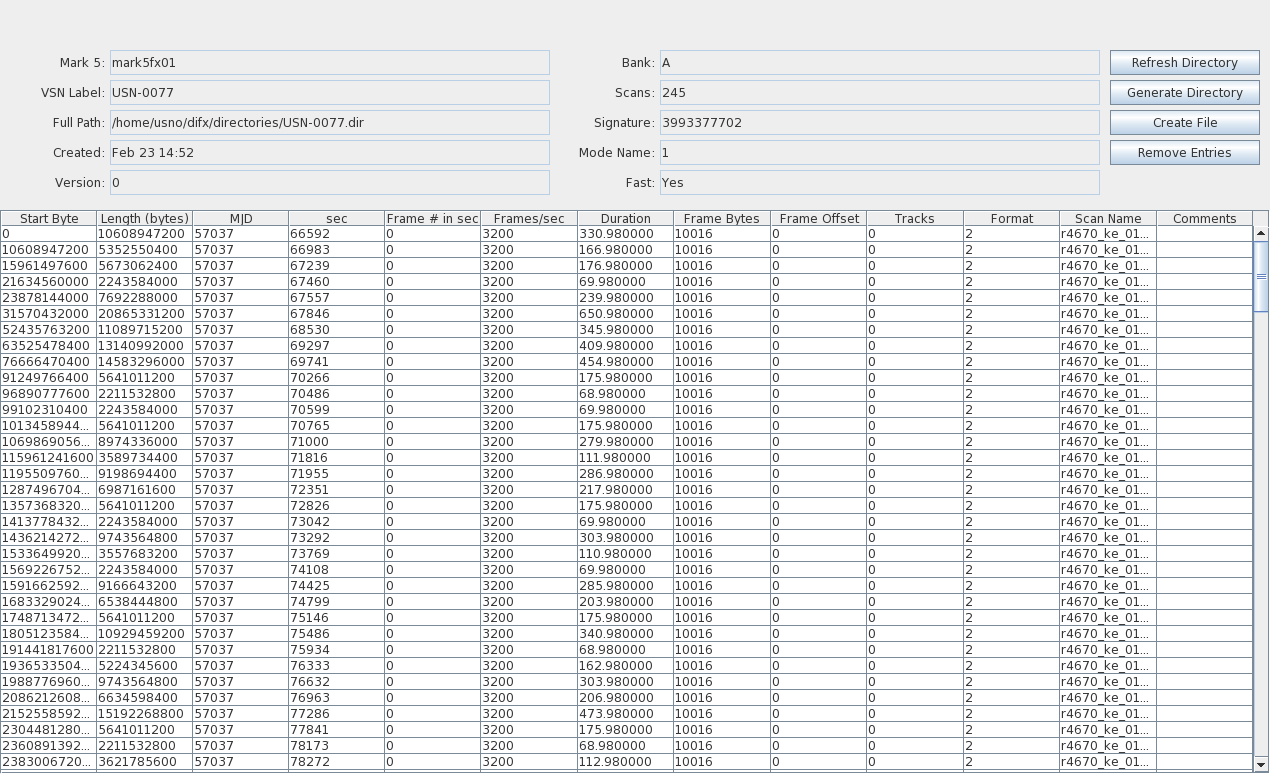 Mark 5: mark5fx01 Bank: A Refresh Directory
VSN Label: USN-0077 Scans: 245 Generate Directory
Full Path: /home/usno/difx/directories/USN-0077.dir Signature: 3993377702 Create File
Created: Feb 23 14:52 Mode Name: 1 Remove Entries
Version: 0 Fast: Yes
Start Byte Length (bytes) MJD sec Frame # in sec Frames/sec Duration Frame Bytes Frame Offset Tracks Format Scan Name Comments
0 10608947200 57037 66592 0 3200 330.980000 10016 0 0 2 r4670_ke_01...
10608947200 5352550400 57037 66983 0 3200 166.980000 10016 0 0 2 r4670_ke_01...
15961497600 5673062400 57037 67239 0 3200 176.980000 10016 0 0 2 r4670_ke_01...
21634560000 2243584000 57037 67460 0 3200 69.980000 10016 0 0 2 r4670_ke_01...
23878144000 7692288000 57037 67557 0 3200 239.980000 10016 0 0 2 r4670_ke_01...
31570432000 20865331200 57037 67846 0 3200 650.980000 10016 0 0 2 r4670_ke_01...
52435763200 11089715200 57037 68530 0 3200 345.980000 10016 0 0 2 r4670_ke_01...
63525478400 13140992000 57037 69297 0 3200 409.980000 10016 0 0 2 r4670_ke_01...
76666470400 14583296000 57037 69741 0 3200 454.980000 10016 0 0 2 r4670_ke_01...
91249766400 5641011200 57037 70266 0 3200 175.980000 10016 0 0 2 r4670_ke_01...
96890777600 2211532800 57037 70486 0 3200 68.980000 10016 0 0 2 r4670_ke_01...
99102310400 2243584000 57037 70599 0 3200 69.980000 10016 0 0 2 r4670_ke_01...
1013458944... 5641011200 57037 70765 0 3200 175.980000 10016 0 0 2 r4670_ke_01...
1069869056... 8974336000 57037 71000 0 3200 279.980000 10016 0 0 2 r4670_ke_01...
115961241600 3589734400 57037 71816 0 3200 111.980000 10016 0 0 2 r4670_ke_01...
1195509760... 9198694400 57037 71955 0 3200 286.980000 10016 0 0 2 r4670_ke_01...
1287496704... 6987161600 57037 72351 0 3200 217.980000 10016 0 0 2 r4670_ke_01...
1357368320... 5641011200 57037 72826 0 3200 175.980000 10016 0 0 2 r4670_ke_01...
1413778432... 2243584000 57037 73042 0 3200 69.980000 10016 0 0 2 r4670_ke_01...
1436214272... 9743564800 57037 73292 0 3200 303.980000 10016 0 0 2 r4670_ke_01...
1533649920... 3557683200 57037 73769 0 3200 110.980000 10016 0 0 2 r4670_ke_01...
1569226752... 2243584000 57037 74108 0 3200 69.980000 10016 0 0 2 r4670_ke_01...
1591662592... 9166643200 57037 74425 0 3200 285.980000 10016 0 0 2 r4670_ke_01...
1683329024... 6538444800 57037 74799 0 3200 203.980000 10016 0 0 2 r4670_ke_01...
1748713472... 5641011200 57037 75146 0 3200 175.980000 10016 0 0 2 r4670_ke_01...
1805123584... 10929459200 57037 75486 0 3200 340.980000 10016 0 0 2 r4670_ke_01...
191441817600 2211532800 57037 75934 0 3200 68.980000 10016 0 0 2 r4670_ke_01...
1936533504... 5224345600 57037 76333 0 3200 162.980000 10016 0 0 2 r4670_ke_01...
1988776960... 9743564800 57037 76632 0 3200 303.980000 10016 0 0 2 r4670_ke_01...
2086212608... 6634598400 57037 76963 0 3200 206.980000 10016 0 0 2 r4670_ke_01...
2152558592... 15192268800 57037 77286 0 3200 473.980000 10016 0 0 2 r4670_ke_01...
2304481280... 5641011200 57037 77841 0 3200 175.980000 10016 0 0 2 r4670_ke_01...
2360891392... 2211532800 57037 78173 0 3200 68.980000 10016 0 0 2 r4670_ke_01...
2383006720... 3621785600 57037 78272 0 3200 112.980000 10016 0 0 2 r4670_ke_01...